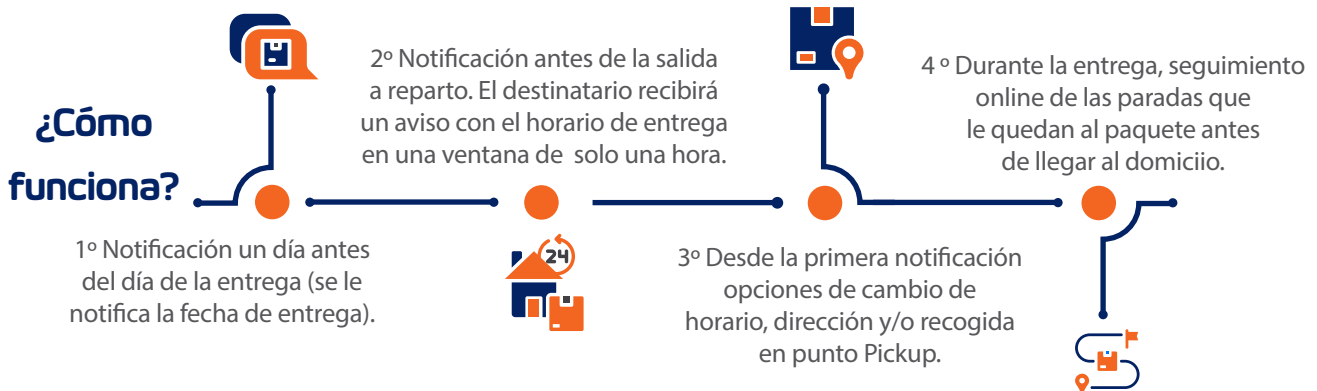 ¿Cómo
funciona?
1º Notificación un día antes
del día de la entrega (se le
notifica la fecha de entrega).
2º Notificación antes de la salida
a reparto. El destinatario recibirá
un aviso con el horario de entrega
en una ventana de solo una hora.
24
3º Desde la primera notificación
opciones de cambio de
horario, dirección y/o recogida
en punto Pickup.
4 º Durante la entrega, seguimiento
online de las paradas que
le quedan al paquete antes
de llegar al domiciio.